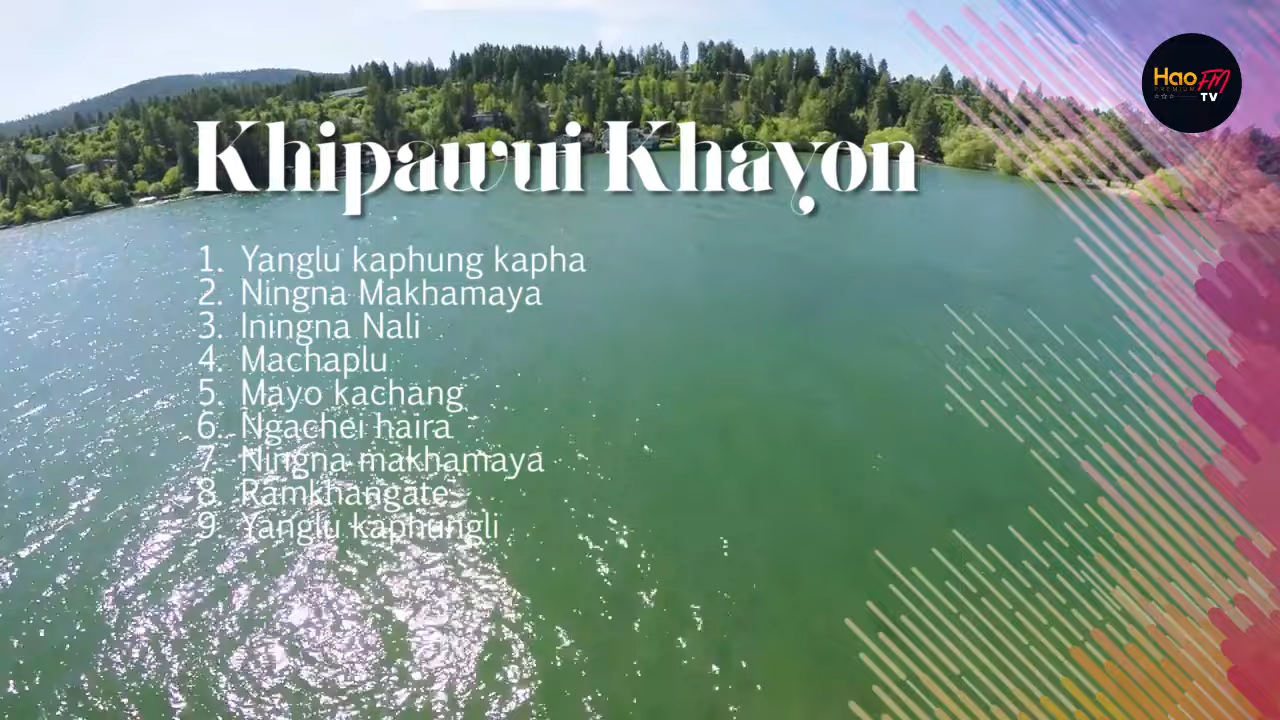 Hao FM
PREMIUM
TV
Khipawui Khayon
1. Yanglu kaphung kapha
2. Ningna Makhamaya
3. Iningna Nali
4. Machaplu
5. Mayo kachang
6. Ngachei haira
7. Ningna makhamaya
8. Ramkhangate
9. Yanglu kaphungli